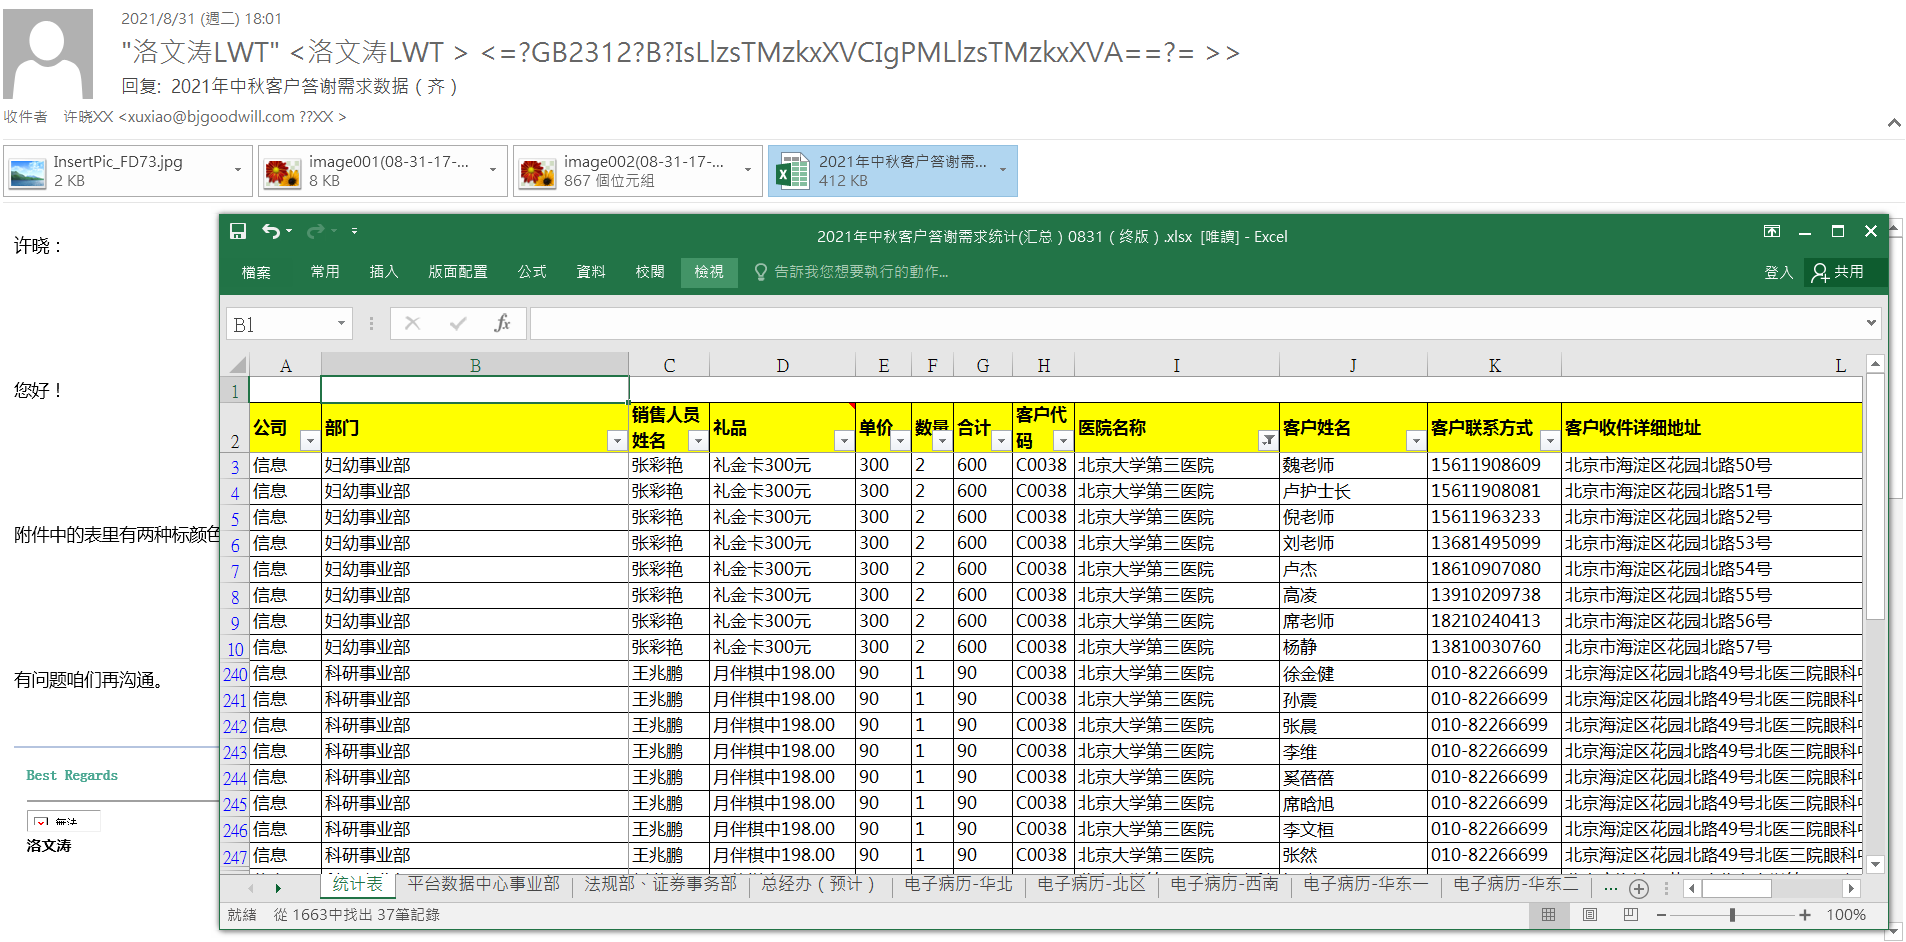 2021/8/31 (週二) 18:01
"洛文涛LWT" <洛文涛LWT > <=?GB2312?B?IsLlzsTMzkxXVCIgPMLlzsTMzkxXVA==?= >>
回复: 2021年中秋客户答谢需求数据（齐）
收件者 许晓XX <xuxiao@bjgoodwill.com ??XX >
InsertPic_FD73.jpg
2 KB
image001(08-31-17-...
8 KB
image002(08-31-17-...
867 個位元組
2021年中秋客户答谢需...
412 KB
许晓：
您好！
附件中的表里有两种标颜色
有问题咱们再沟通。
Best Regards
無法
洛文涛
2021年中秋客户答谢需求统计(汇总）0831（终版）.xlsx [唯讀] - Excel
檔案 常用 插入 版面配置 公式 資料 校閱 檢視 告訴我您想要執行的動作... 登入 共用
B1 fx
A B C D E F G H I J K L
1
2 公司 部门 销售人员姓名 礼品 单价 数量 合计 客户代码 医院名称 客户姓名 客户联系方式 客户收件详细地址
3 信息 妇幼事业部 张彩艳 礼金卡300元 300 2 600 C0038 北京大学第三医院 魏老师 15611908609 北京市海淀区花园北路50号
4 信息 妇幼事业部 张彩艳 礼金卡300元 300 2 600 C0038 北京大学第三医院 卢护士长 15611908081 北京市海淀区花园北路51号
5 信息 妇幼事业部 张彩艳 礼金卡300元 300 2 600 C0038 北京大学第三医院 倪老师 15611963233 北京市海淀区花园北路52号
6 信息 妇幼事业部 张彩艳 礼金卡300元 300 2 600 C0038 北京大学第三医院 刘老师 13681495099 北京市海淀区花园北路53号
7 信息 妇幼事业部 张彩艳 礼金卡300元 300 2 600 C0038 北京大学第三医院 卢杰 18610907080 北京市海淀区花园北路54号
8 信息 妇幼事业部 张彩艳 礼金卡300元 300 2 600 C0038 北京大学第三医院 高凌 13910209738 北京市海淀区花园北路55号
9 信息 妇幼事业部 张彩艳 礼金卡300元 300 2 600 C0038 北京大学第三医院 席老师 18210240413 北京市海淀区花园北路56号
10 信息 妇幼事业部 张彩艳 礼金卡300元 300 2 600 C0038 北京大学第三医院 杨静 13810030760 北京市海淀区花园北路57号
240 信息 科研事业部 王兆鹏 月伴棋中198.00 90 1 90 C0038 北京大学第三医院 徐金健 010-82266699 北京海淀区花园北路49号北医三院眼科中
241 信息 科研事业部 王兆鹏 月伴棋中198.00 90 1 90 C0038 北京大学第三医院 孙震 010-82266699 北京海淀区花园北路49号北医三院眼科中
242 信息 科研事业部 王兆鹏 月伴棋中198.00 90 1 90 C0038 北京大学第三医院 张晨 010-82266699 北京海淀区花园北路49号北医三院眼科中
243 信息 科研事业部 王兆鹏 月伴棋中198.00 90 1 90 C0038 北京大学第三医院 李维 010-82266699 北京海淀区花园北路49号北医三院眼科中
244 信息 科研事业部 王兆鹏 月伴棋中198.00 90 1 90 C0038 北京大学第三医院 奚蓓蓓 010-82266699 北京海淀区花园北路49号北医三院眼科中
245 信息 科研事业部 王兆鹏 月伴棋中198.00 90 1 90 C0038 北京大学第三医院 席晗旭 010-82266699 北京海淀区花园北路49号北医三院眼科中
246 信息 科研事业部 王兆鹏 月伴棋中198.00 90 1 90 C0038 北京大学第三医院 李文桓 010-82266699 北京海淀区花园北路49号北医三院眼科中
247 信息 科研事业部 王兆鹏 月伴棋中198.00 90 1 90 C0038 北京大学第三医院 张然 010-82266699 北京海淀区花园北路49号北医三院眼科中
统计表 平台数据中心事业部 法规部、证券事务部 总经办（预计） 电子病历-华北 电子病历-北区 电子病历-西南 电子病历-华东一 电子病历-华东二 ...
就緒 從 1663中找出 37筆記錄 100%